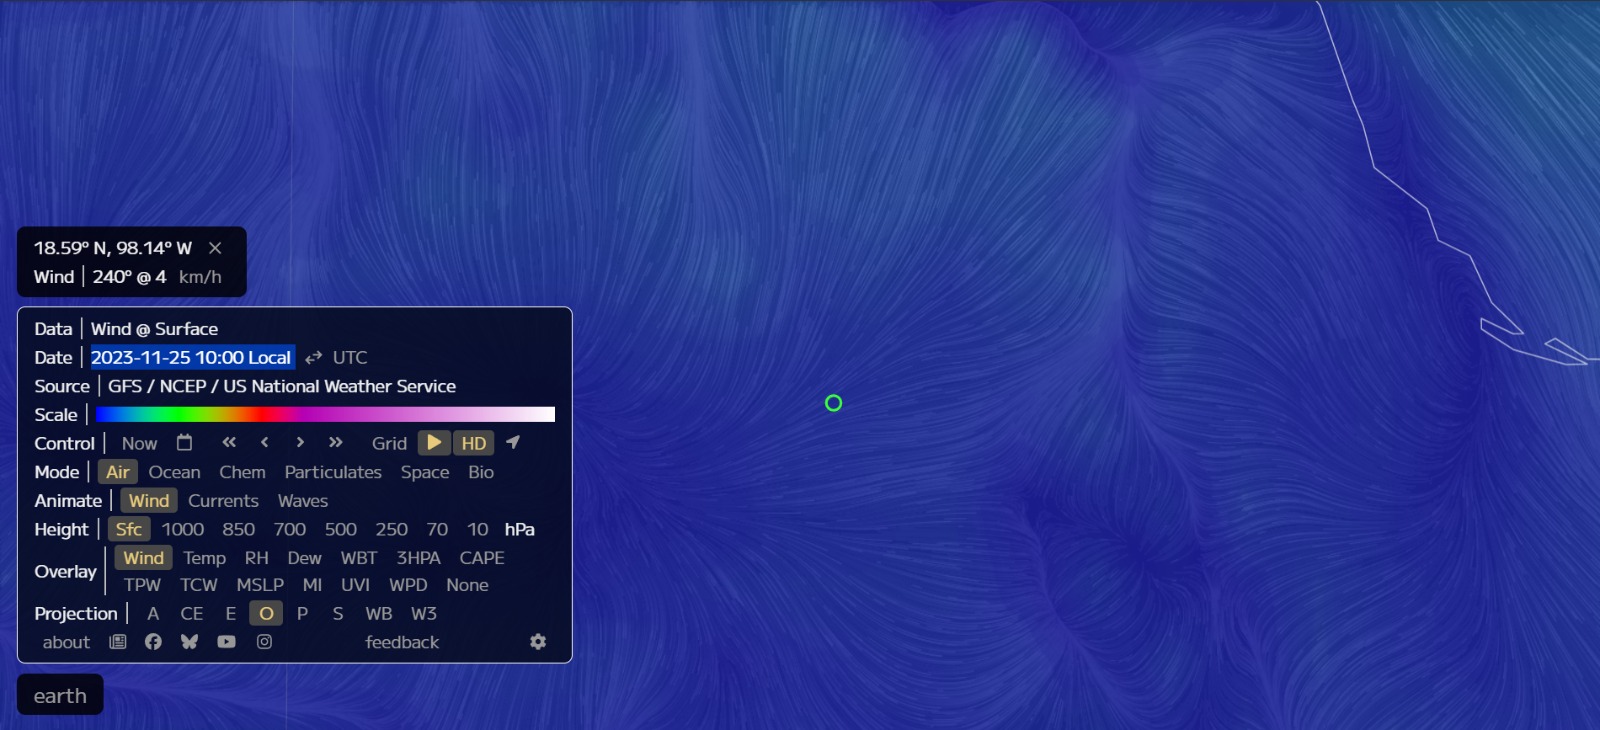 18.59° N, 98.14° W ✕
Wind | 240° @ 4 km/h
Data | Wind @ Surface
Date | 2023-11-25 10:00 Local ⇄ UTC
Source | GFS / NCEP / US National Weather Service
Scale |
Control | Now « ‹ › » Grid HD
Mode | Air Ocean Chem Particulates Space Bio
Animate | Wind Currents Waves
Height | Sfc 1000 850 700 500 250 70 10 hPa
Overlay | Wind Temp RH Dew WBT 3HPA CAPE
TPW TCW MSLP MI UVI WPD None
Projection | A CE E O P S WB W3
about feedback
earth